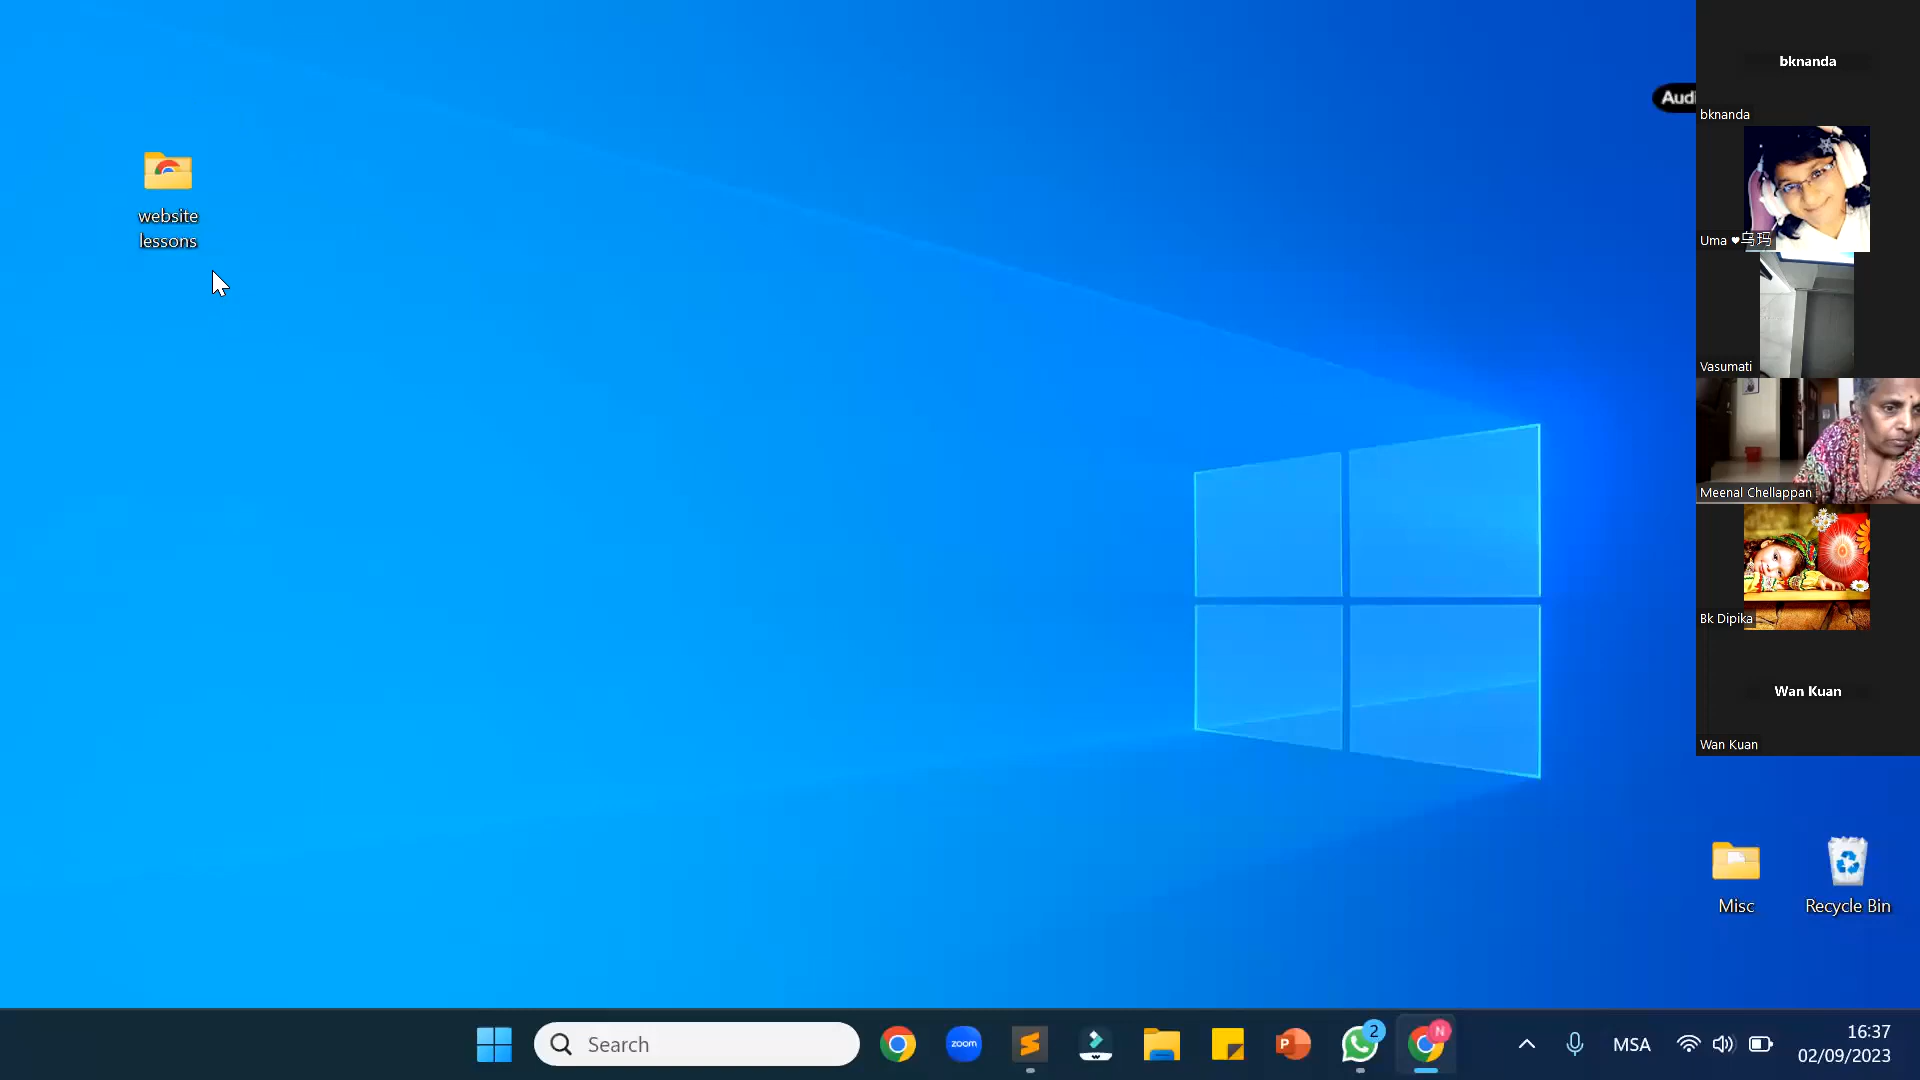 bknanda
Audi
bknanda
website
lessons
Uma ♥乌玛
Vasumati
Meenal Chellappan
Bk Dipika
Wan Kuan
Wan Kuan
Misc
Recycle Bin
Search
zoom
P
2
N
MSA
16:37
02/09/2023